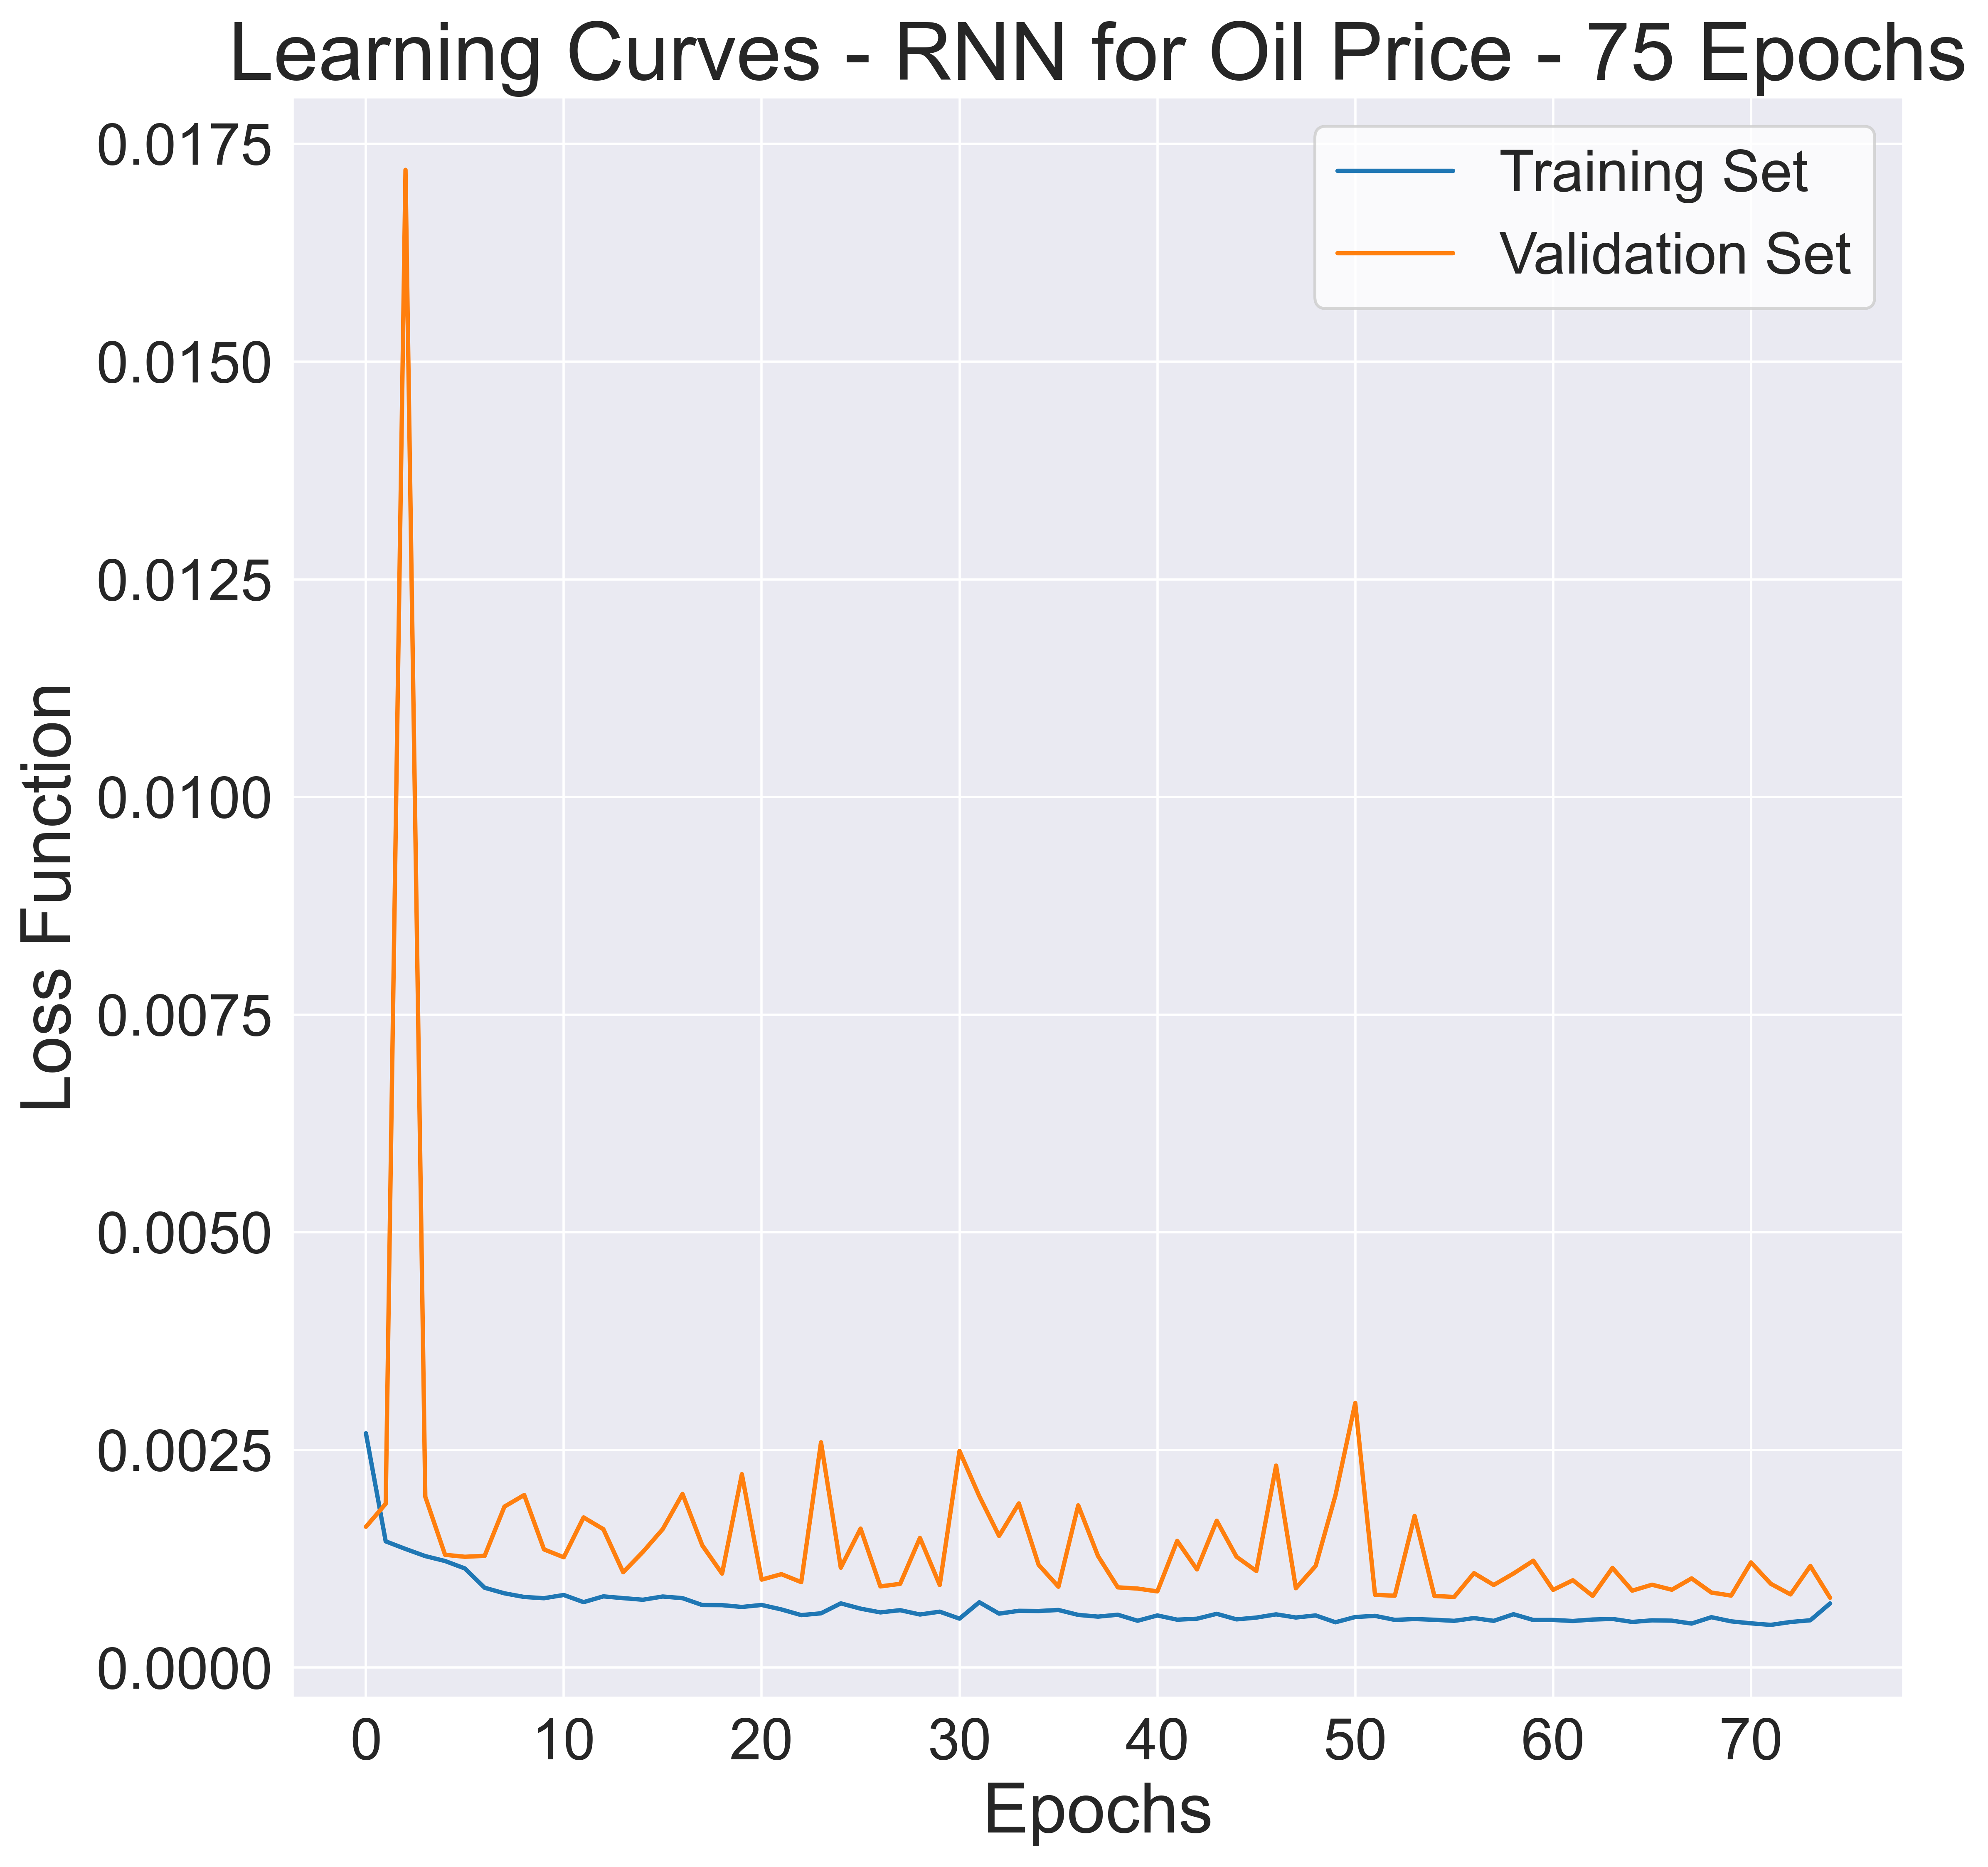 Learning Curves - RNN for Oil Price - 75 Epochs
Training Set
Validation Set
0.0175
0.0150
0.0125
0.0100
0.0075
0.0050
0.0025
0.0000
Loss Function
0 10 20 30 40 50 60 70
Epochs